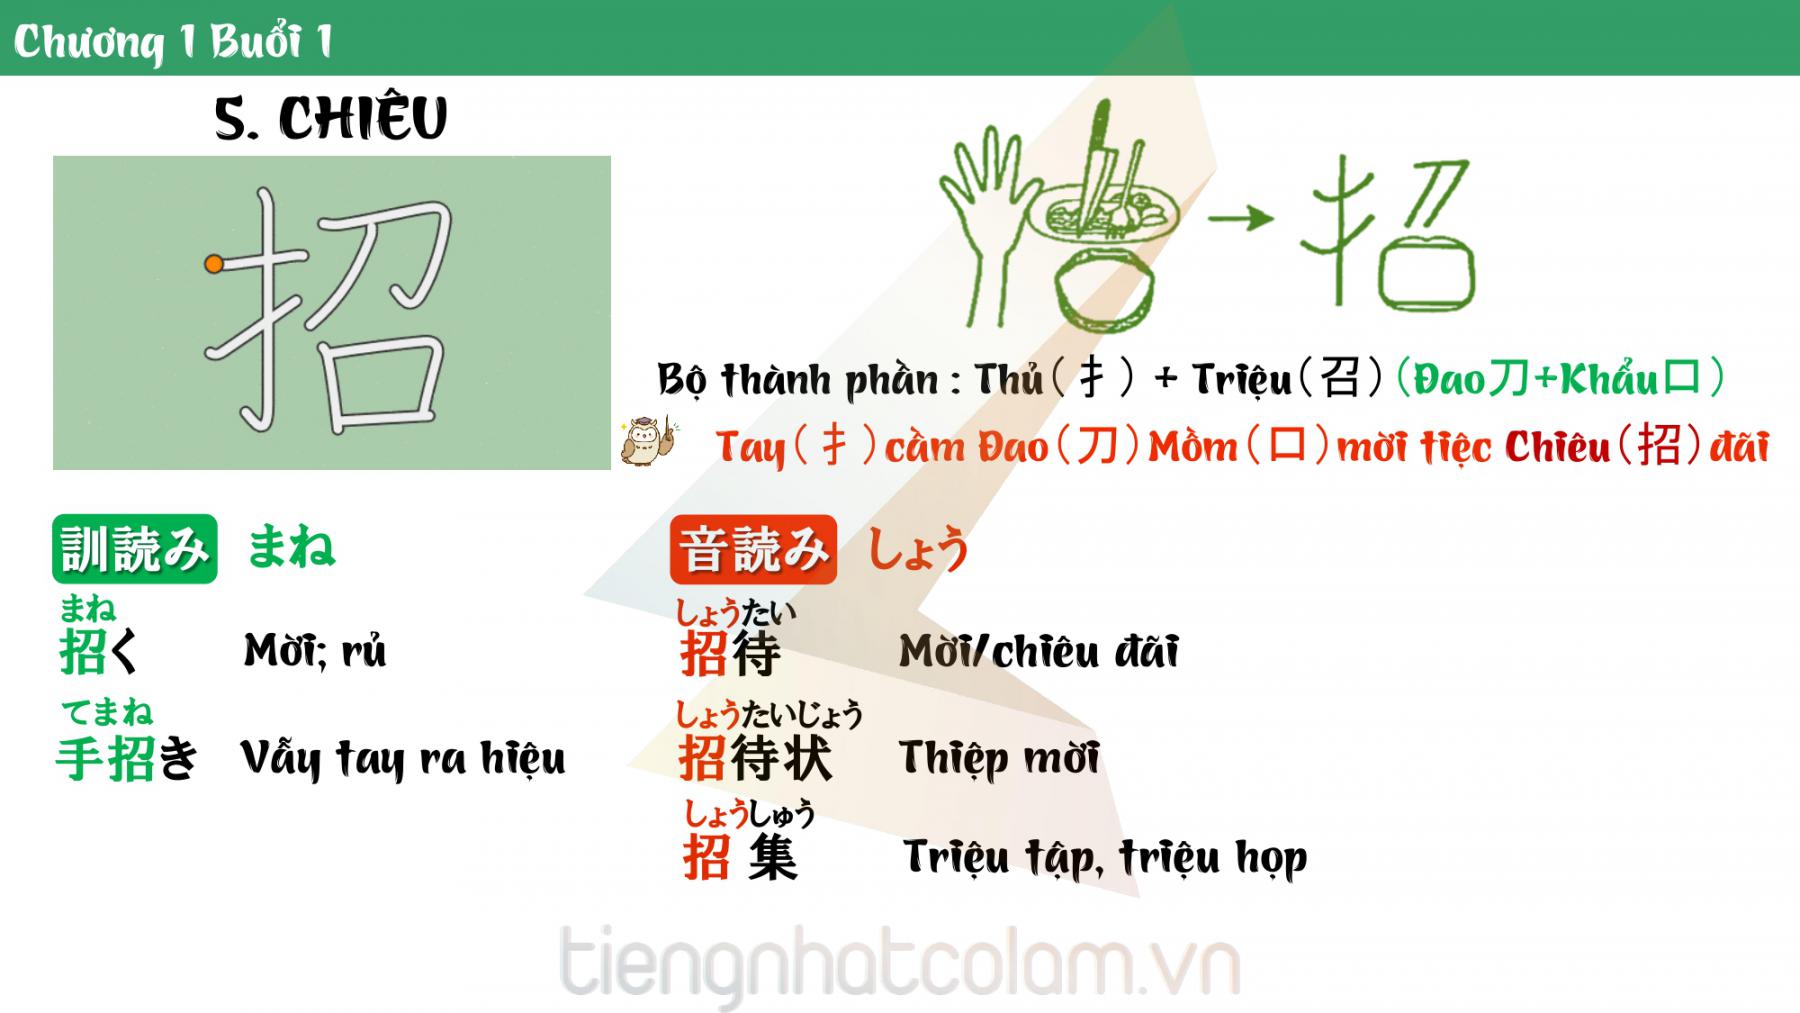 Chương 1 Buổi 1
5. CHIÊU
招
招
Bộ thành phần : Thủ(扌) + Triệu(召)(Đao刀+Khẩu口)
Tay(扌)cầm Đao(刀)Mồm(口)mời tiệc Chiêu(招)đãi
訓読み まね
まね
招く Mời; rủ
てまね
手招き Vẫy tay ra hiệu
音読み しょう
しょうたい
招待 Mời/chiêu đãi
しょうたいじょう
招待状 Thiệp mời
しょうしゅう
招集 Triệu tập, triệu họp
tiengnhatcolam.vn